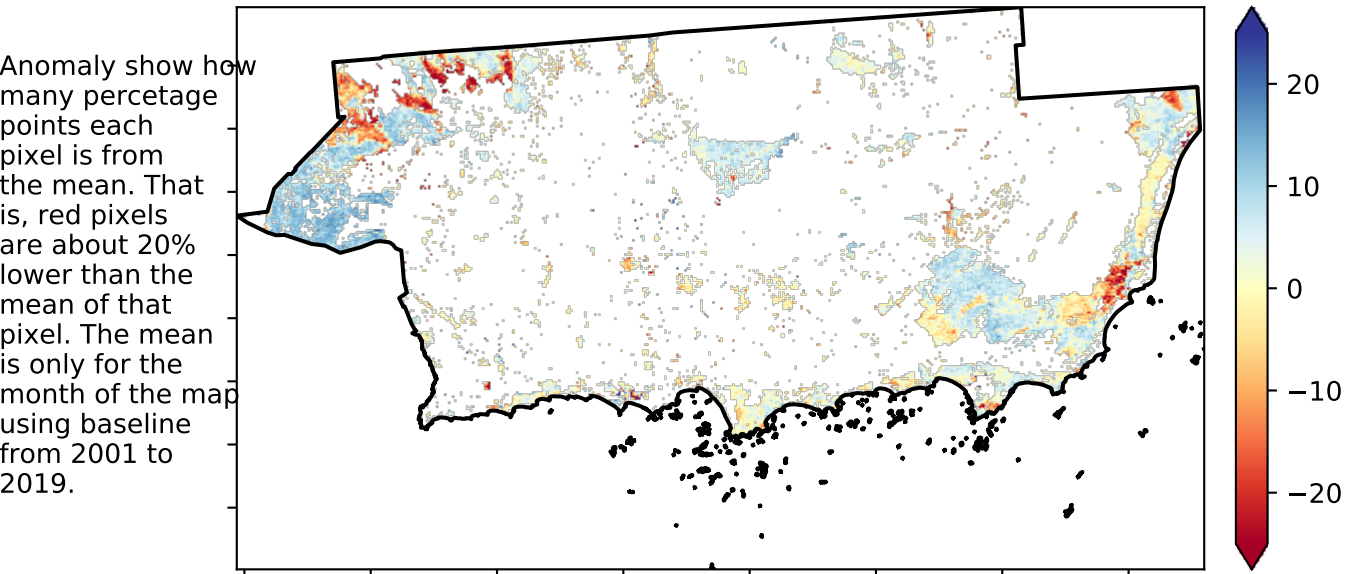 Anomaly show how
many percetage
points each
pixel is from
the mean. That
is, red pixels
are about 20%
lower than the
mean of that
pixel. The mean
is only for the
month of the map
using baseline
from 2001 to
2019.
20
10
0
−10
−20